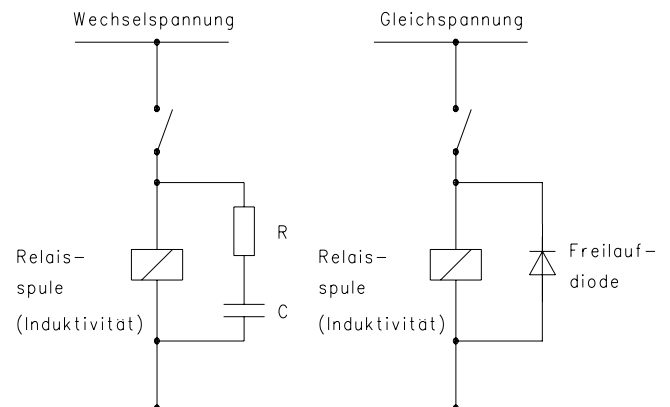 Wechselspannung
Gleichspannung
R
Relais-
spule
(Induktivität)
C
Relais-
spule
(Induktivität)
Freilauf-
diode